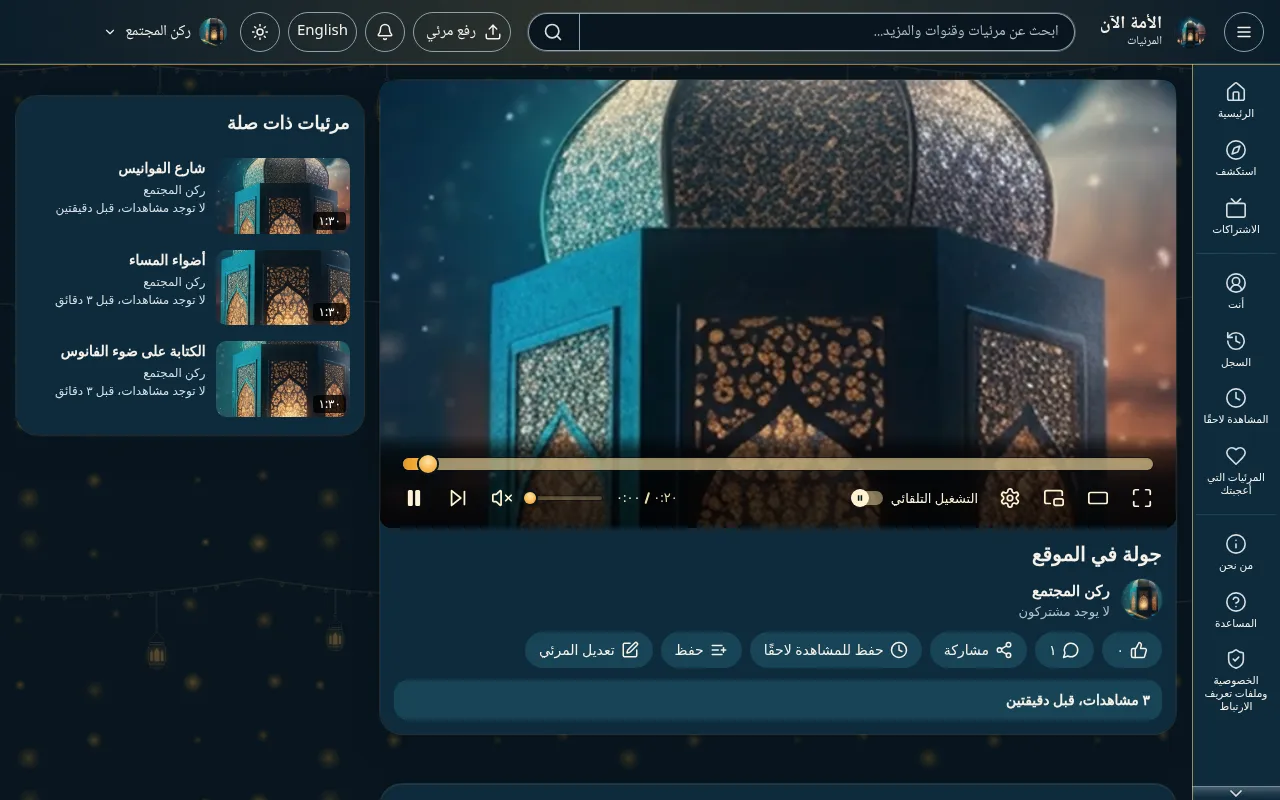 الأمة الآن
المرئيات
ابحث عن مرئيات وقنوات والمزيد...
رفع مرئي
English
ركن المجتمع
الرئيسية
استكشف
الاشتراكات
أنت
السجل
المشاهدة لاحقًا
المرئيات التي
أعجبتك
من نحن
المساعدة
الخصوصية
وملفات تعريف
الارتباط
٠:٠٠ / ٠:٢٠
التشغيل التلقائي
جولة في الموقع
ركن المجتمع
لا يوجد مشتركون
٠
١
مشاركة
حفظ للمشاهدة لاحقًا
حفظ
تعديل المرئي
٣ مشاهدات، قبل دقيقتين
مرئيات ذات صلة
شارع الفوانيس
ركن المجتمع
لا توجد مشاهدات، قبل دقيقتين
١:٣٠
أضواء المساء
ركن المجتمع
لا توجد مشاهدات، قبل ٣ دقائق
١:٣٠
الكتابة على ضوء الفانوس
ركن المجتمع
لا توجد مشاهدات، قبل ٣ دقائق
١:٣٠